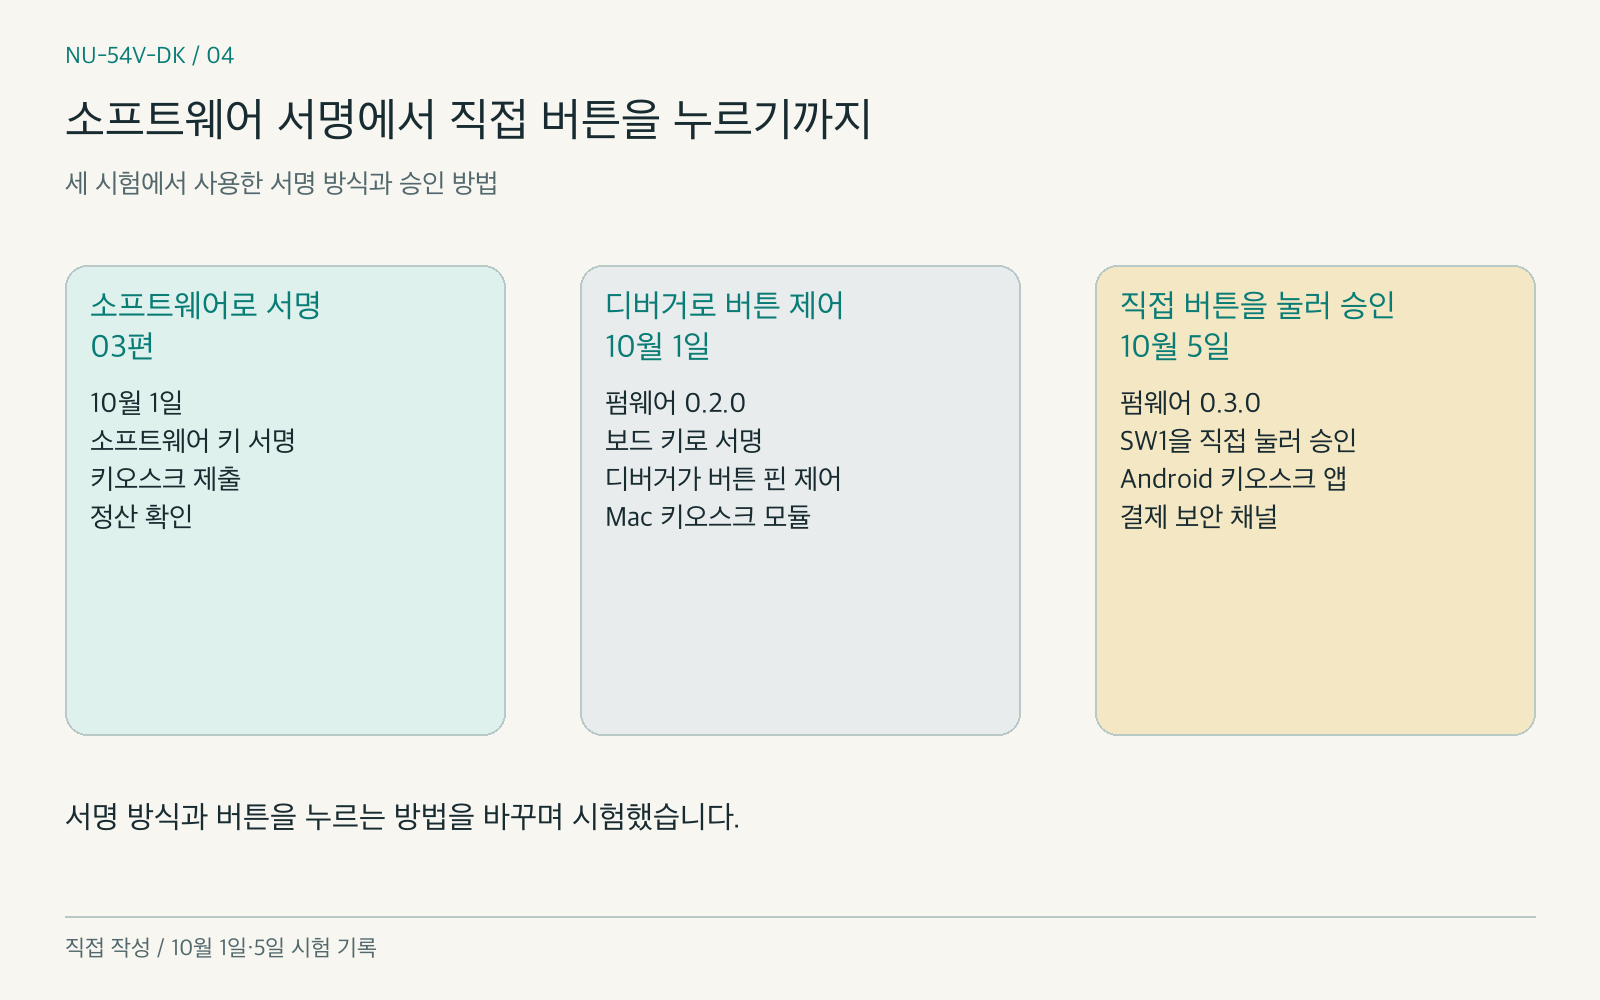 NU-54V-DK / 04
소프트웨어 서명에서 직접 버튼을 누르기까지
세 시험에서 사용한 서명 방식과 승인 방법
소프트웨어로 서명
03편
10월 1일
소프트웨어 키 서명
키오스크 제출
정산 확인
디버거로 버튼 제어
10월 1일
펌웨어 0.2.0
보드 키로 서명
디버거가 버튼 핀 제어
Mac 키오스크 모듈
직접 버튼을 눌러 승인
10월 5일
펌웨어 0.3.0
SW1을 직접 눌러 승인
Android 키오스크 앱
결제 보안 채널
서명 방식과 버튼을 누르는 방법을 바꾸며 시험했습니다.
직접 작성 / 10월 1일·5일 시험 기록